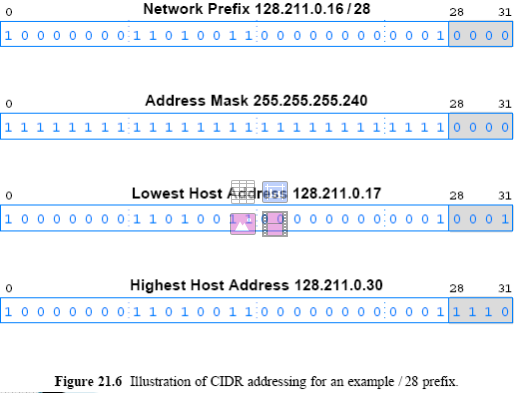 Network Prefix 128.211.0.16 / 28
0 28 31
1 0 0 0 0 0 0 0 1 1 0 1 0 0 1 1 0 0 0 0 0 0 0 0 0 0 0 1 0 0 0 0
Address Mask 255.255.255.240
0 28 31
1 1 1 1 1 1 1 1 1 1 1 1 1 1 1 1 1 1 1 1 1 1 1 1 1 1 1 1 0 0 0 0
Lowest Host Address 128.211.0.17
0 28 31
1 0 0 0 0 0 0 0 1 1 0 1 0 0 1 1 0 0 0 0 0 0 0 0 0 0 0 1 0 0 0 1
Highest Host Address 128.211.0.30
0 28 31
1 0 0 0 0 0 0 0 1 1 0 1 0 0 1 1 0 0 0 0 0 0 0 0 0 0 0 1 1 1 1 0
Figure 21.6 Illustration of CIDR addressing for an example / 28 prefix.